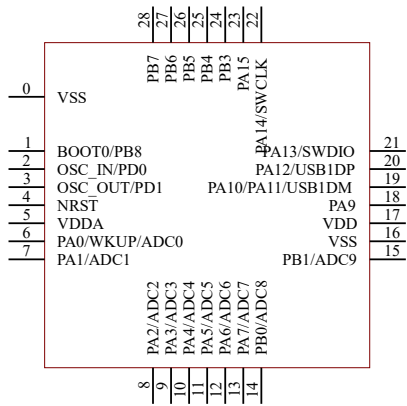 28 27 26 25 24 23 22
PB7 PB6 PB5 PB4 PB3 PA15 PA14/SWCLK
0 VSS
1 BOOT0/PB8 PA13/SWDIO 21
2 OSC_IN/PD0 PA12/USB1DP 20
3 OSC_OUT/PD1 PA10/PA11/USB1DM 19
4 NRST PA9 18
5 VDDA VDD 17
6 PA0/WKUP/ADC0 VSS 16
7 PA1/ADC1 PB1/ADC9 15
PA2/ADC2 PA3/ADC3 PA4/ADC4 PA5/ADC5 PA6/ADC6 PA7/ADC7 PB0/ADC8
8 9 10 11 12 13 14